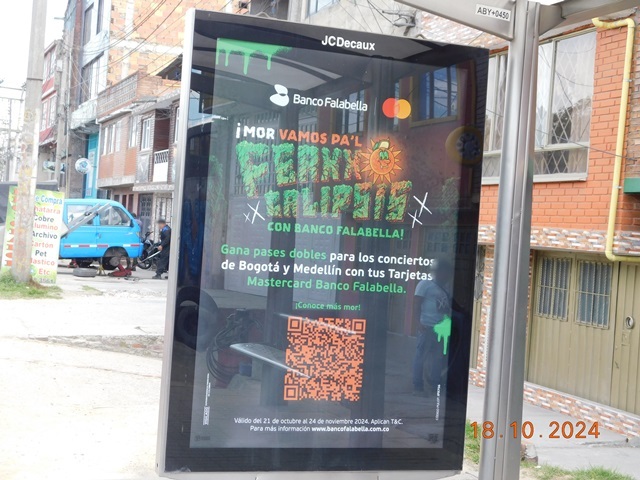 ABY+0450
JCDecaux
Banco Falabella
¡MOR VAMOS PA'L
FERXXO
CALIPSIS
CON BANCO FALABELLA!
Gana pases dobles para los conciertos
de Bogotá y Medellín con tus Tarjetas
Mastercard Banco Falabella.
¡Conoce más mor!
Válido del 21 de octubre al 24 de noviembre 2024. Aplican T&C.
Para más información www.bancofalabella.com.co
Compra
Cobre
Archivo
Cartón
Pet
Etc
18.10.2024